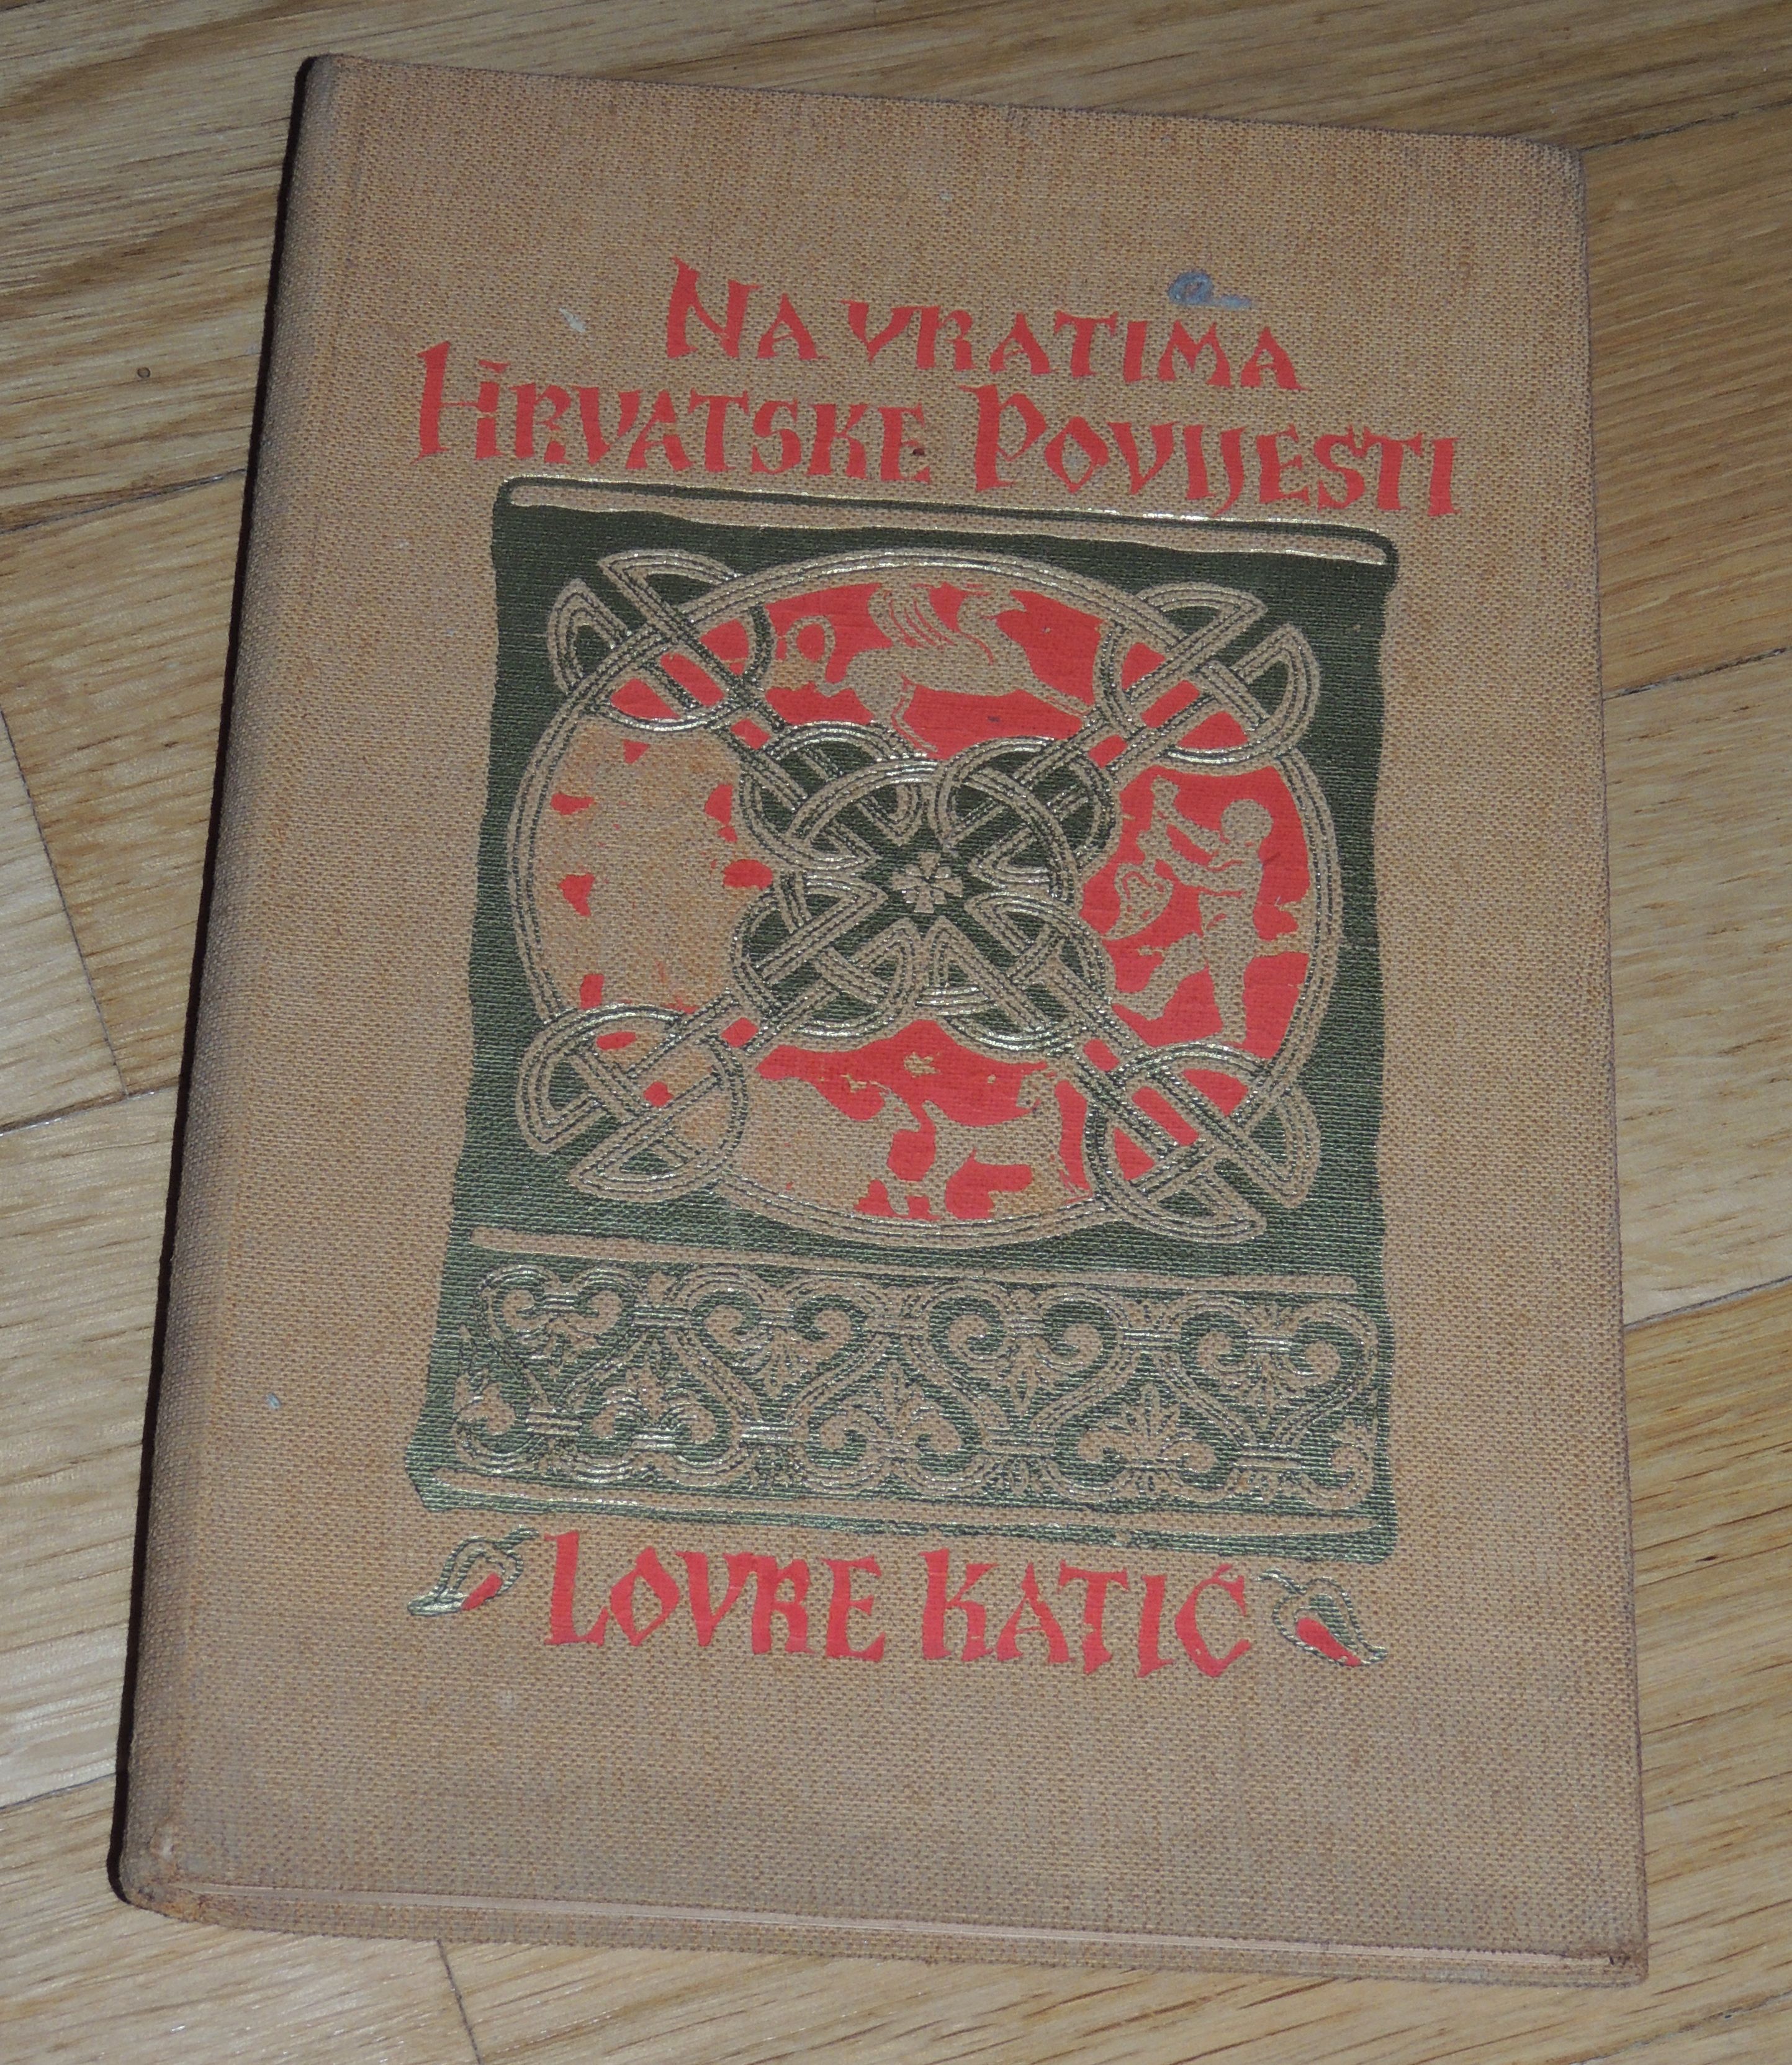 NA VRATIMA
HRVATSKE POVIJESTI
LOVRE KATIĆ